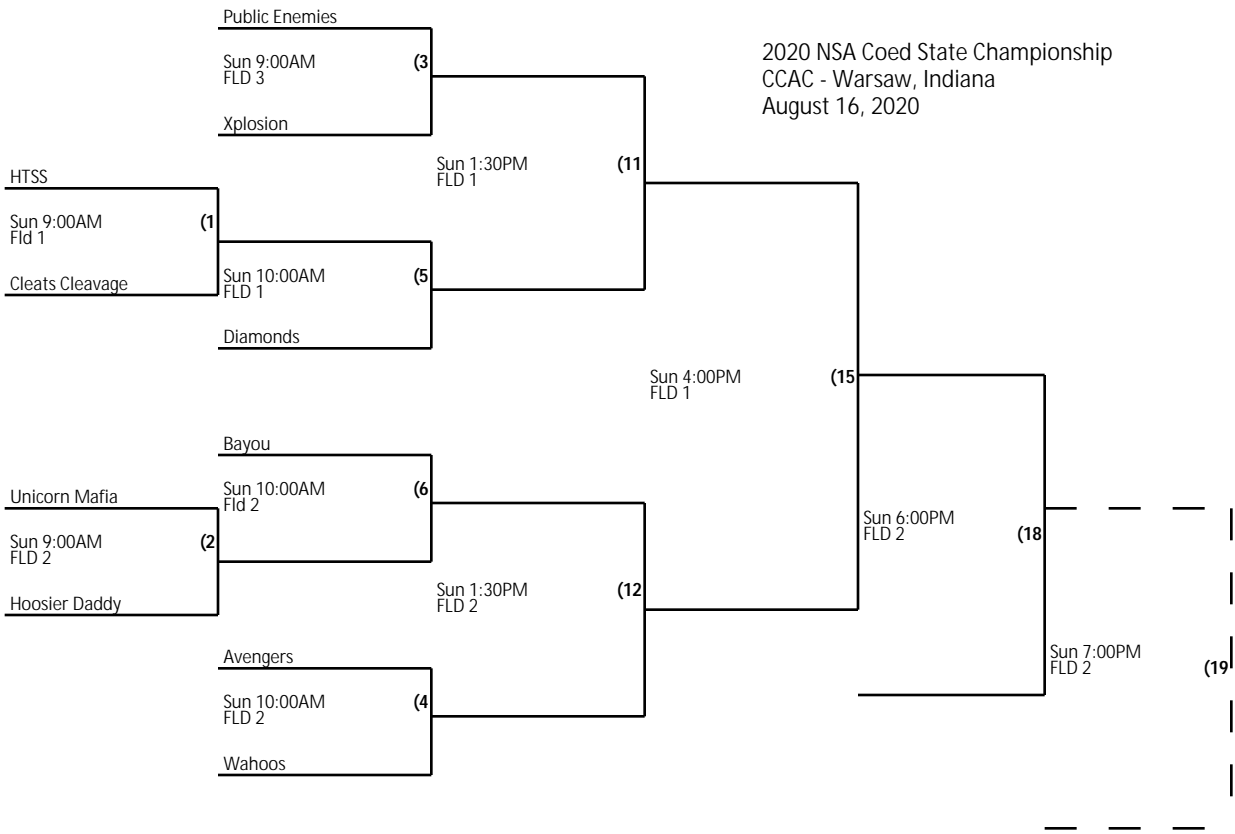 Public Enemies
2020 NSA Coed State Championship
CCAC - Warsaw, Indiana
August 16, 2020
Sun 9:00AM (3
FLD 3
Xplosion
Sun 1:30PM (11
FLD 1
HTSS
Sun 9:00AM (1
Fld 1
Cleats Cleavage
Sun 10:00AM (5
FLD 1
Diamonds
Sun 4:00PM (15
FLD 1
Bayou
Sun 10:00AM (6
Fld 2
Unicorn Mafia
Sun 9:00AM (2
FLD 2
Hoosier Daddy
Sun 6:00PM (18
FLD 2
Sun 1:30PM (12
FLD 2
Avengers
Sun 10:00AM (4
FLD 2
Wahoos
Sun 7:00PM (19
FLD 2